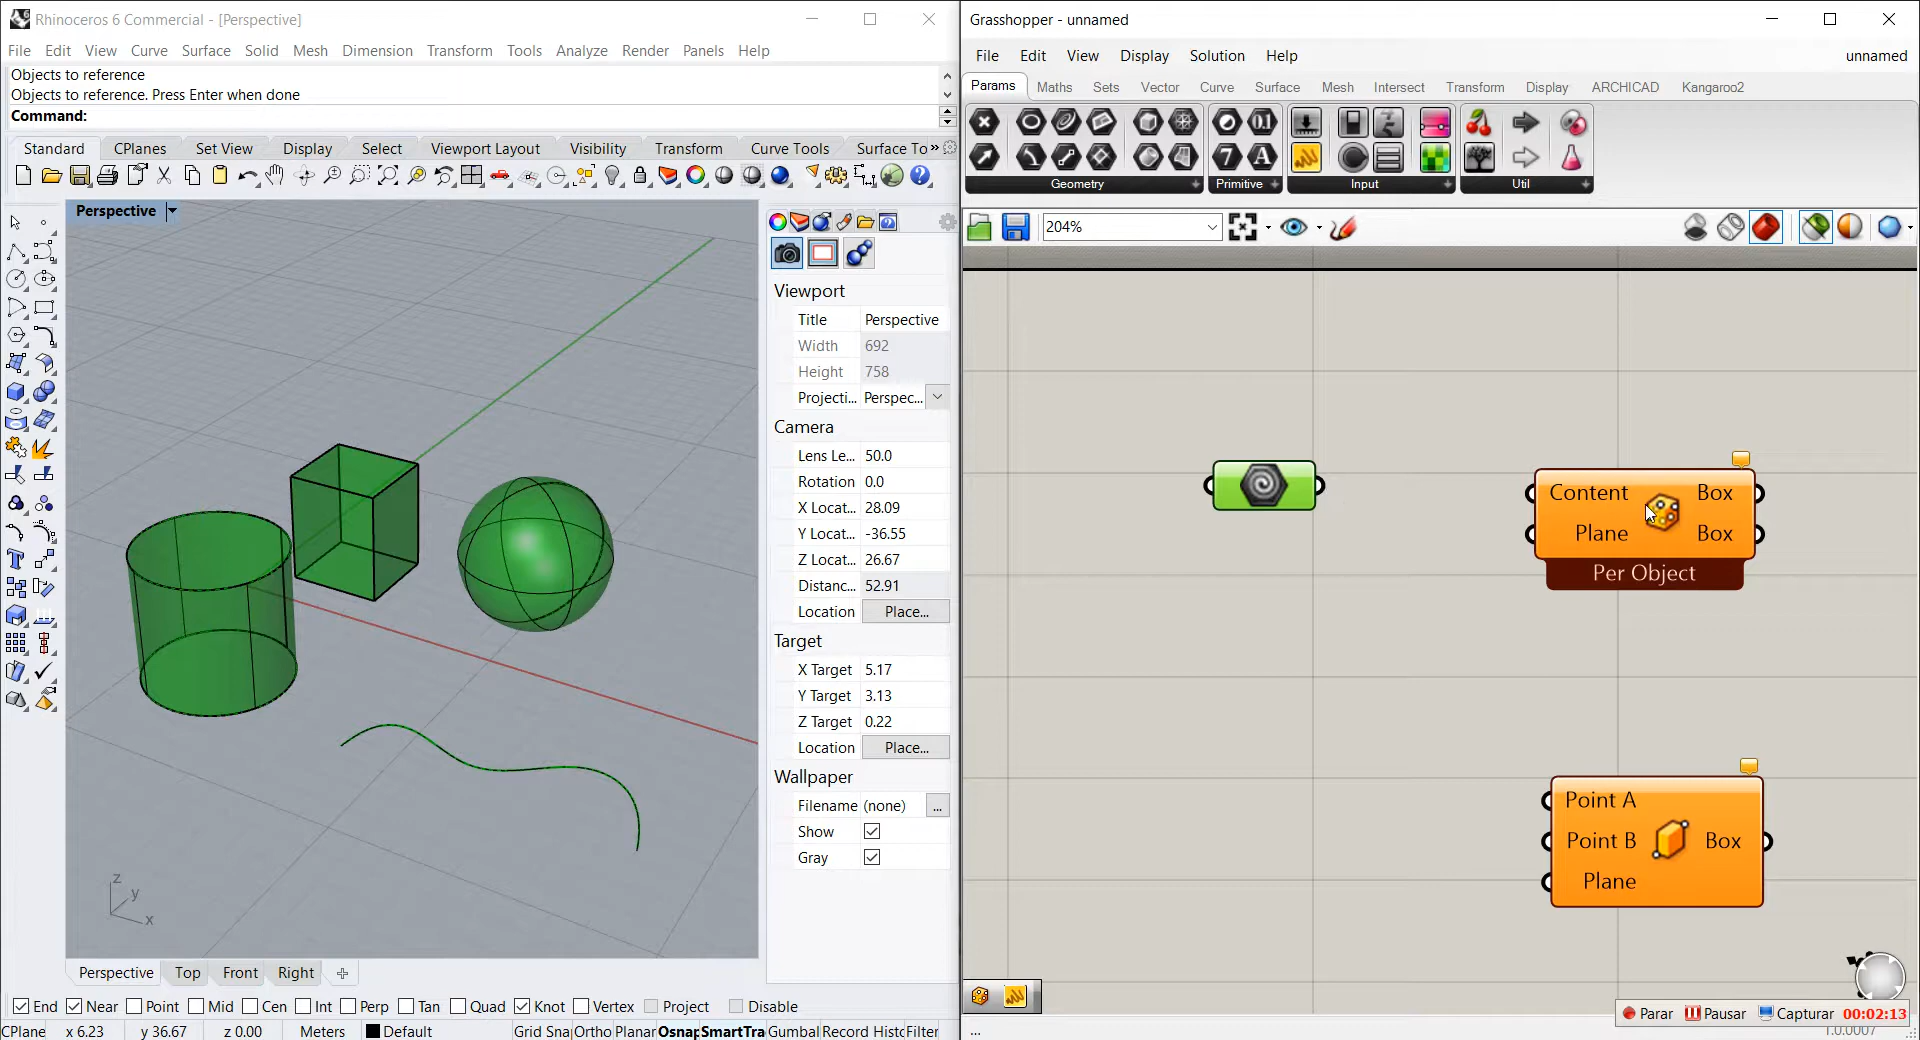 Rhinoceros 6 Commercial - [Perspective]
File Edit View Curve Surface Solid Mesh Dimension Transform Tools Analyze Render Panels Help
Objects to reference
Objects to reference. Press Enter when done
Command:
Standard CPlanes Set View Display Select Viewport Layout Visibility Transform Curve Tools Surface To»
Perspective
Viewport
Title Perspective
Width 692
Height 758
Projecti... Perspec...
Camera
Lens Le... 50.0
Rotation 0.0
X Locat... 28.09
Y Locat... -36.55
Z Locat... 26.67
Distanc... 52.91
Location Place...
Target
X Target 5.17
Y Target 3.13
Z Target 0.22
Location Place...
Wallpaper
Filename (none) ...
Show
Gray
z
y
x
Perspective Top Front Right
End Near Point Mid Cen Int Perp Tan Quad Knot Vertex Project Disable
CPlane x 6.23 y 36.67 z 0.00 Meters Default Grid Sna Ortho Planar Osnap SmartTra Gumbal Record Histo Filter
Grasshopper - unnamed
File Edit View Display Solution Help unnamed
Params Maths Sets Vector Curve Surface Mesh Intersect Transform Display ARCHICAD Kangaroo2
0.1
7 A
Geometry Primitive Input Util
204%
Content Box
Plane Box
Per Object
Point A
Point B Box
Plane
Parar Pausar Capturar 00:02:13
...
1.0.0007